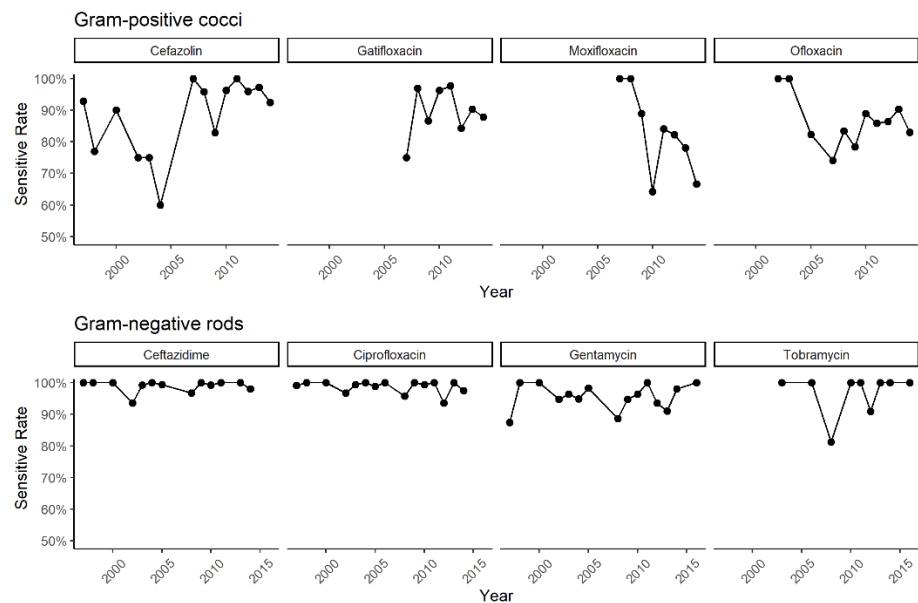 Gram-positive cocci
Cefazolin Gatifloxacin Moxifloxacin Ofloxacin
Sensitive Rate
100%
90%
80%
70%
60%
50%
2000 2005 2010 2000 2005 2010 2000 2005 2010 2000 2005 2010
Year
Gram-negative rods
Ceftazidime Ciprofloxacin Gentamycin Tobramycin
Sensitive Rate
100%
90%
80%
70%
60%
50%
2000 2005 2010 2015 2000 2005 2010 2015 2000 2005 2010 2015 2000 2005 2010 2015
Year